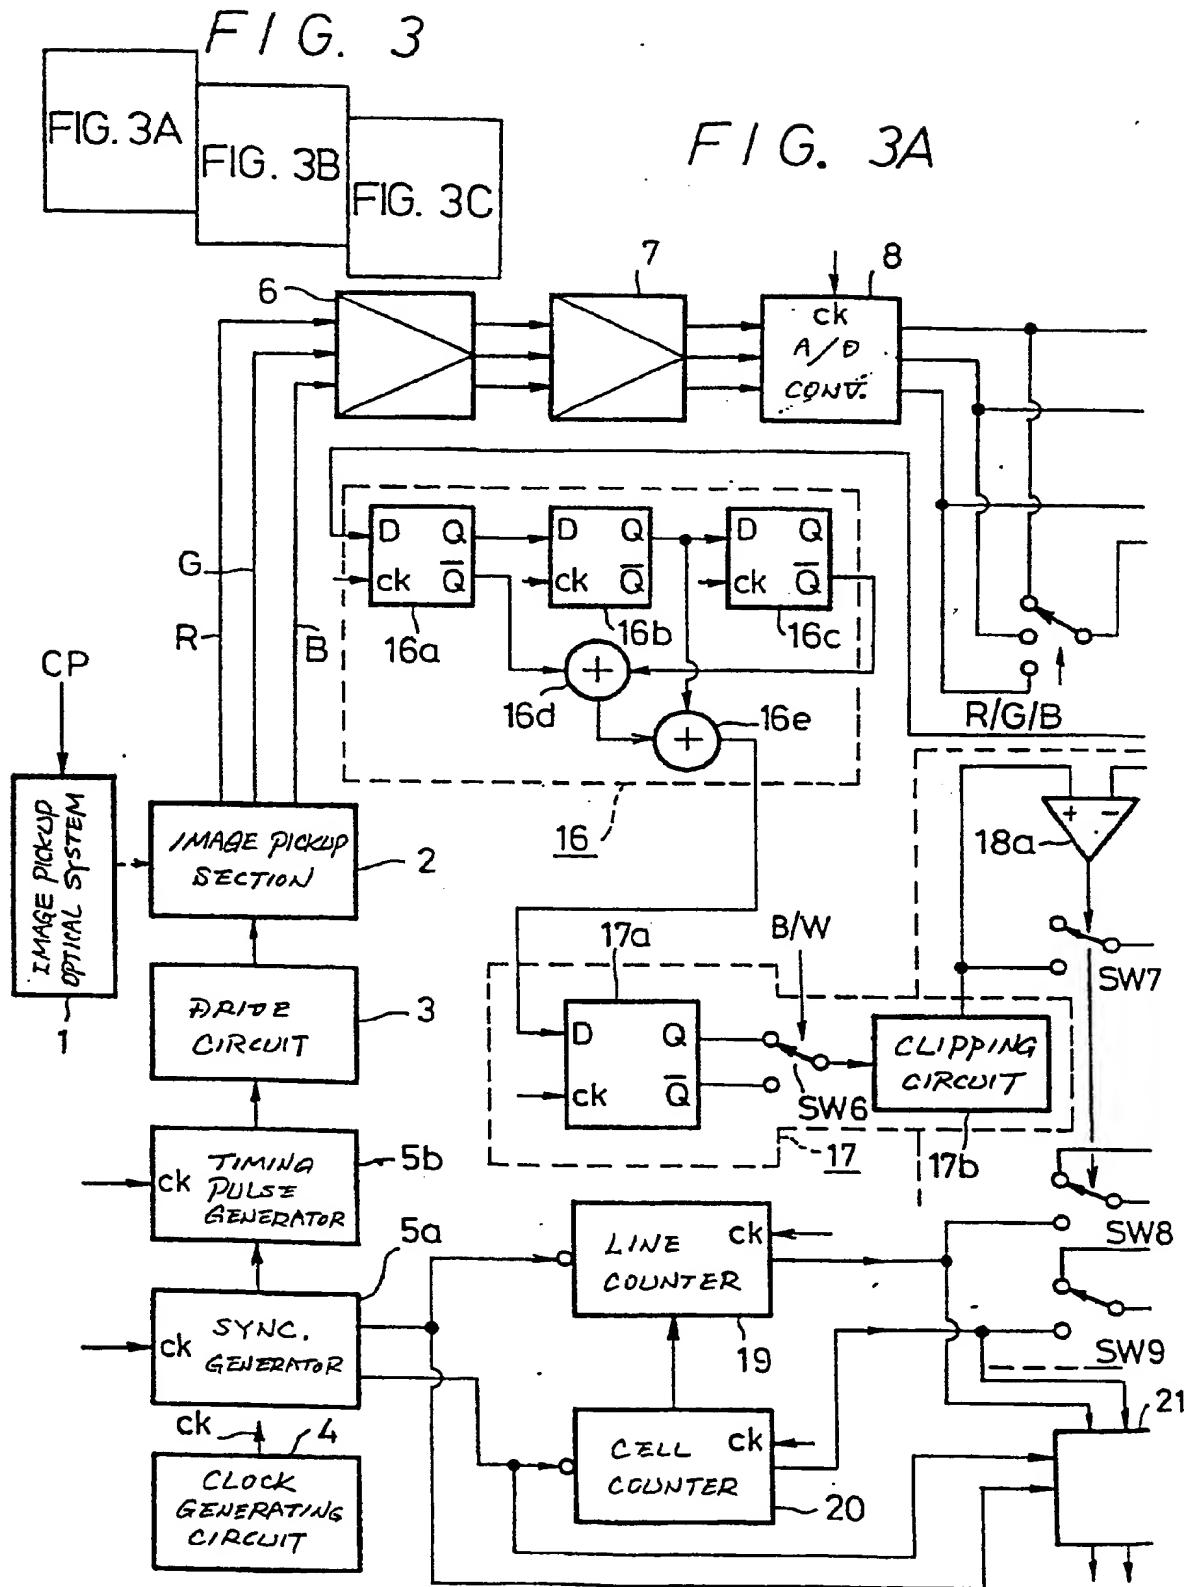 FIG. 3
FIG. 3A
FIG. 3B
FIG. 3C
FIG. 3A
6
7
8
ck
A/D
CONV.
G
R
B
D
Q
ck
Q̅
16a
D
Q
ck
Q̅
16b
D
ck
Q̅
16c
+
16d
+
16e
16
R/G/B
CP
IMAGE PICKUP
OPTICAL SYSTEM
1
IMAGE PICKUP
SECTION
2
+
−
18a
SW7
DRIVE
CIRCUIT
3
17a
B/W
D
Q
ck
Q̅
SW6
CLIPPING
CIRCUIT
17b
17
ck
TIMING
PULSE
GENERATOR
5b
5a
ck
SYNC.
GENERATOR
LINE
COUNTER
ck
19
SW8
SW9
21
ck
4
CLOCK
GENERATING
CIRCUIT
CELL
COUNTER
ck
20